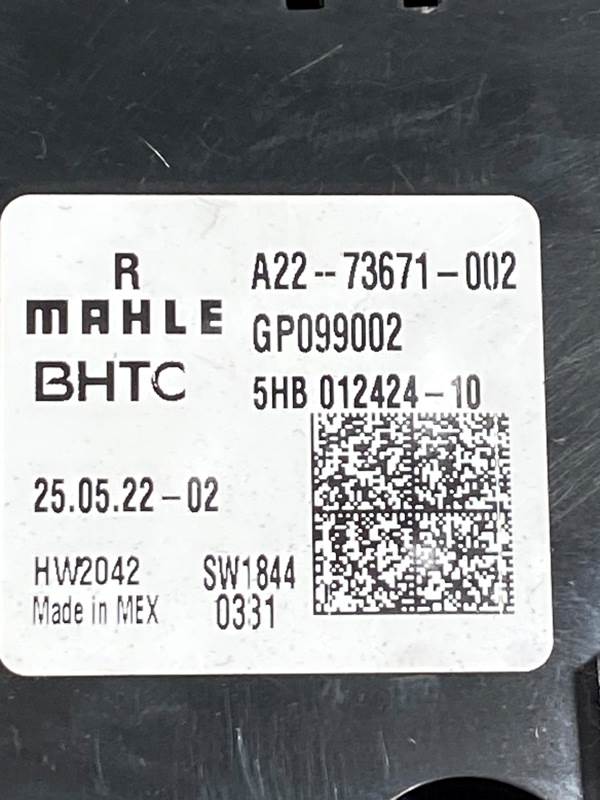 R
MAHLE
BHTC
A22--73671-002
GP099002
5HB 012424-10
25.05.22-02
HW2042 SW1844
Made in MEX 0331